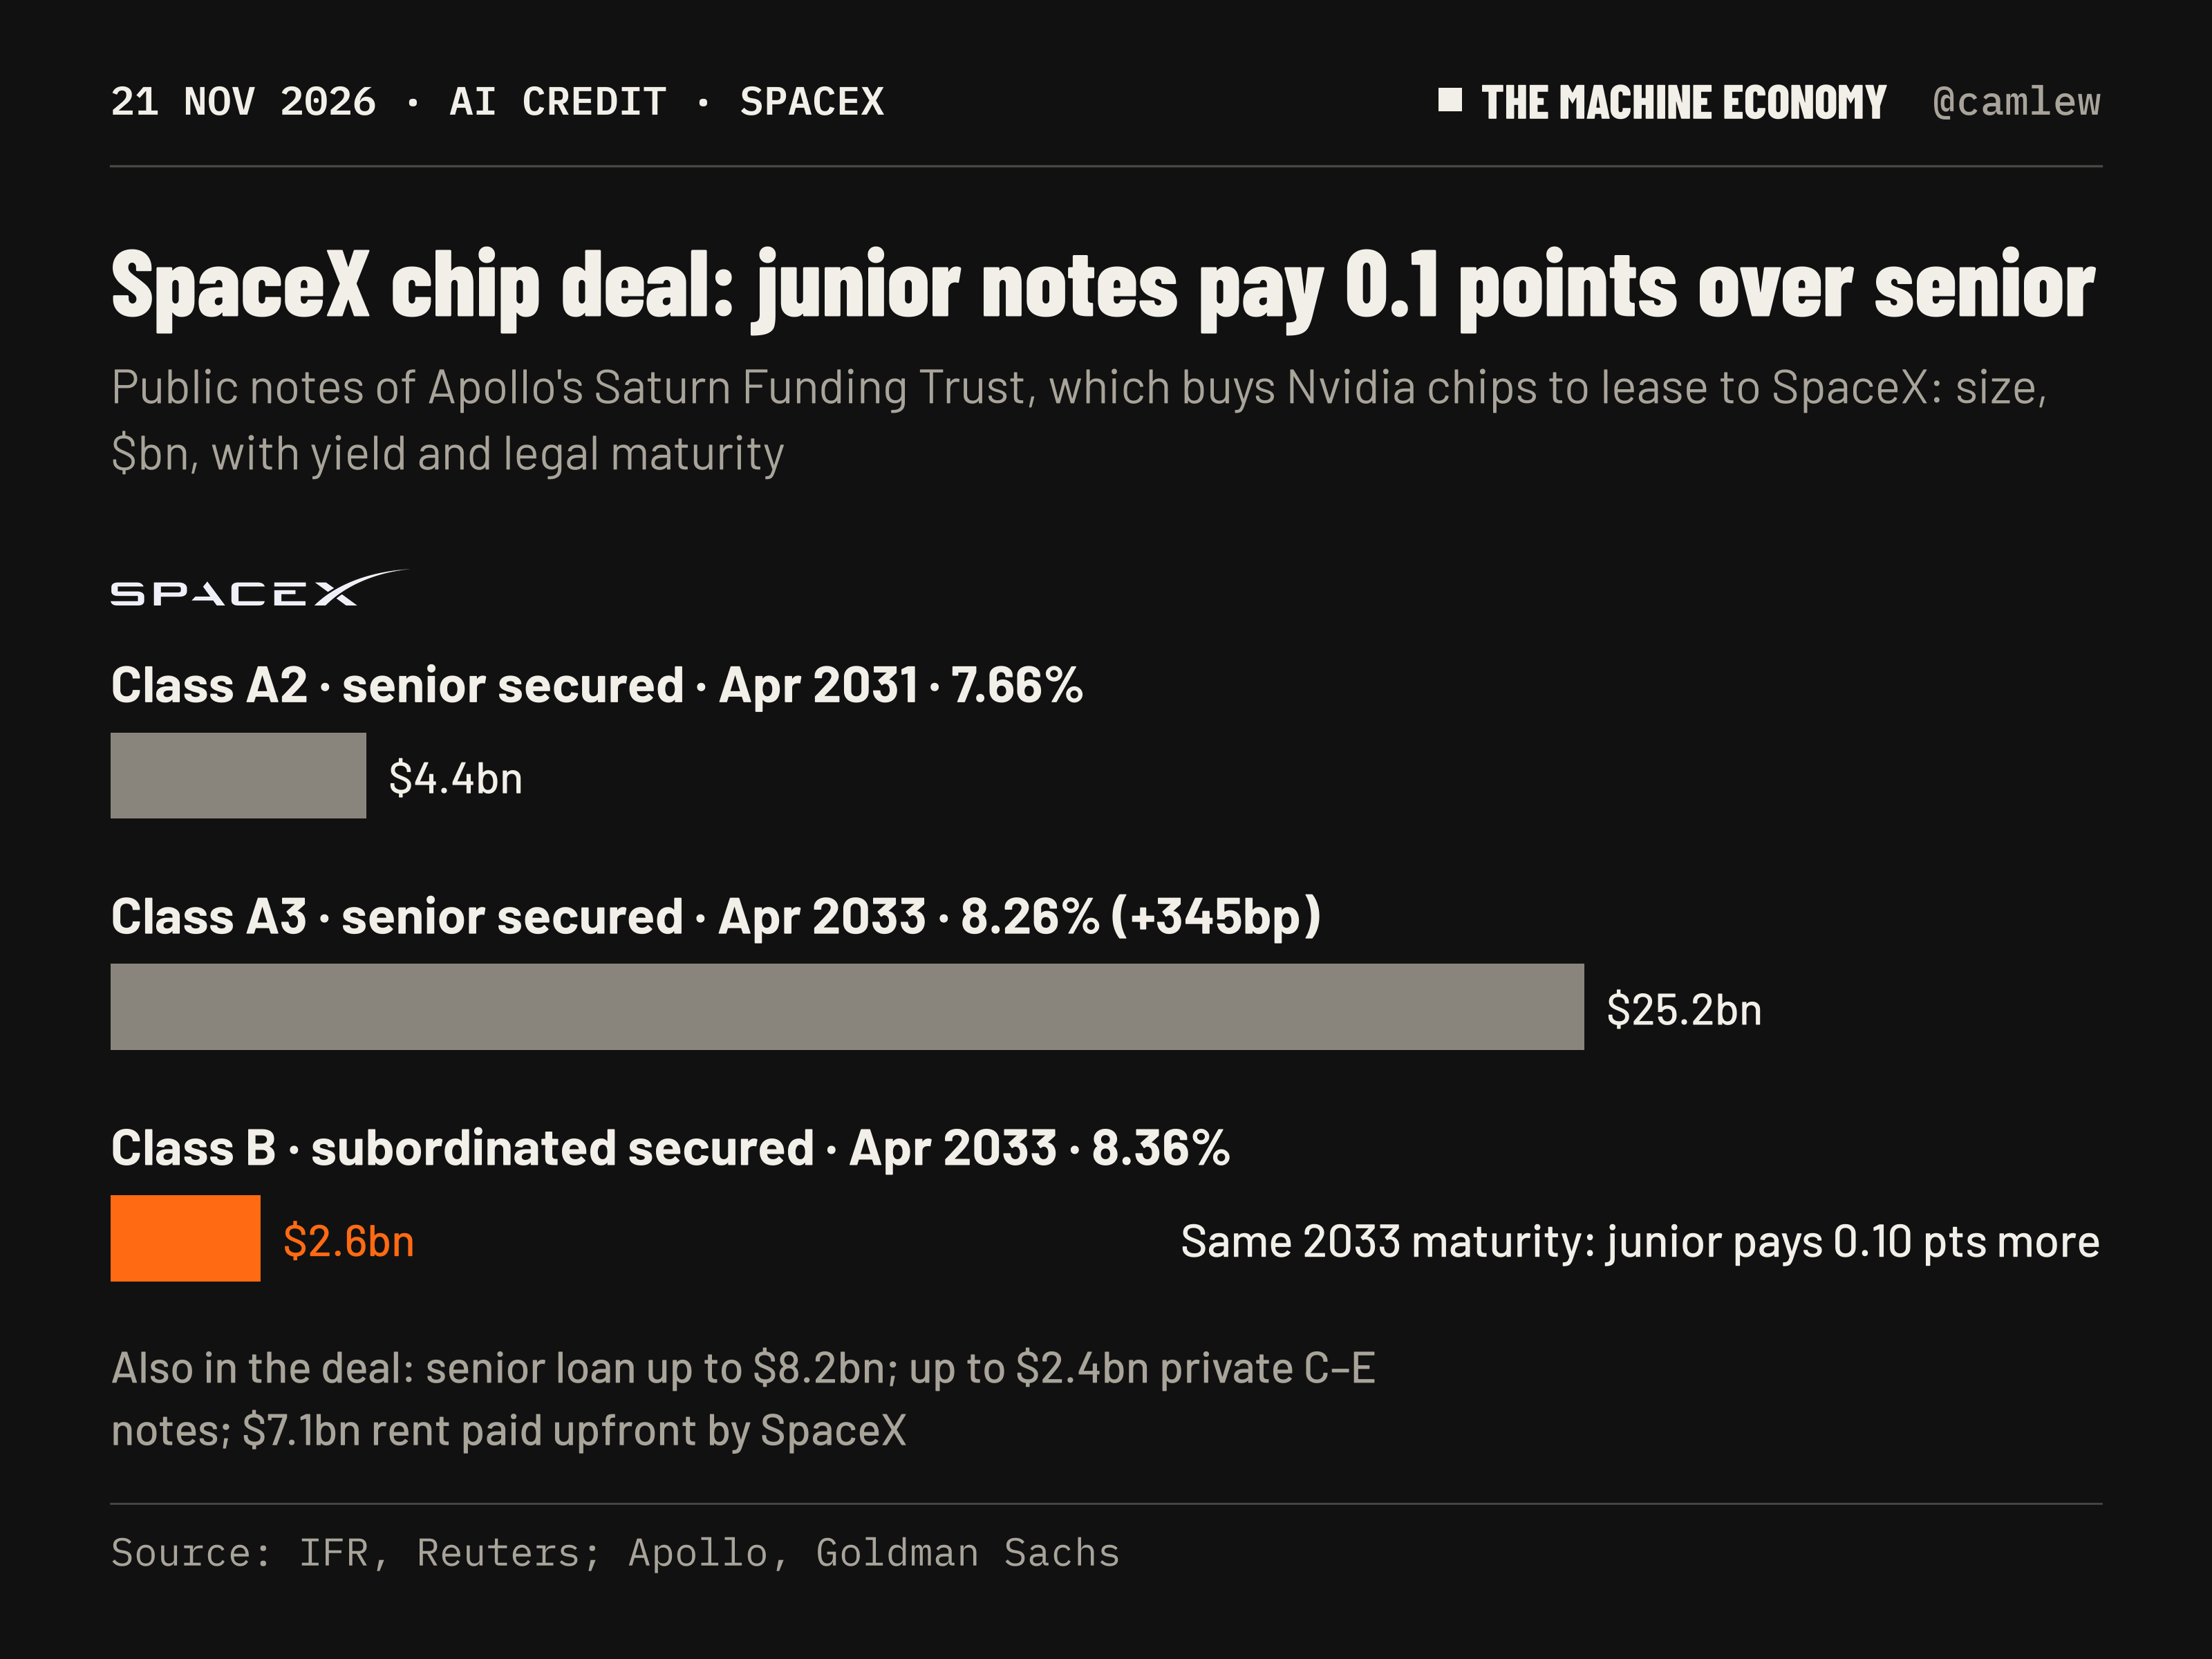 21 NOV 2026 · AI CREDIT · SPACEX
THE MACHINE ECONOMY @camlew
SpaceX chip deal: junior notes pay 0.1 points over senior
Public notes of Apollo's Saturn Funding Trust, which buys Nvidia chips to lease to SpaceX: size,
$bn, with yield and legal maturity
SPACEX
Class A2 · senior secured · Apr 2031 · 7.66%
$4.4bn
Class A3 · senior secured · Apr 2033 · 8.26% (+345bp)
$25.2bn
Class B · subordinated secured · Apr 2033 · 8.36%
$2.6bn
Same 2033 maturity: junior pays 0.10 pts more
Also in the deal: senior loan up to $8.2bn; up to $2.4bn private C–E
notes; $7.1bn rent paid upfront by SpaceX
Source: IFR, Reuters; Apollo, Goldman Sachs